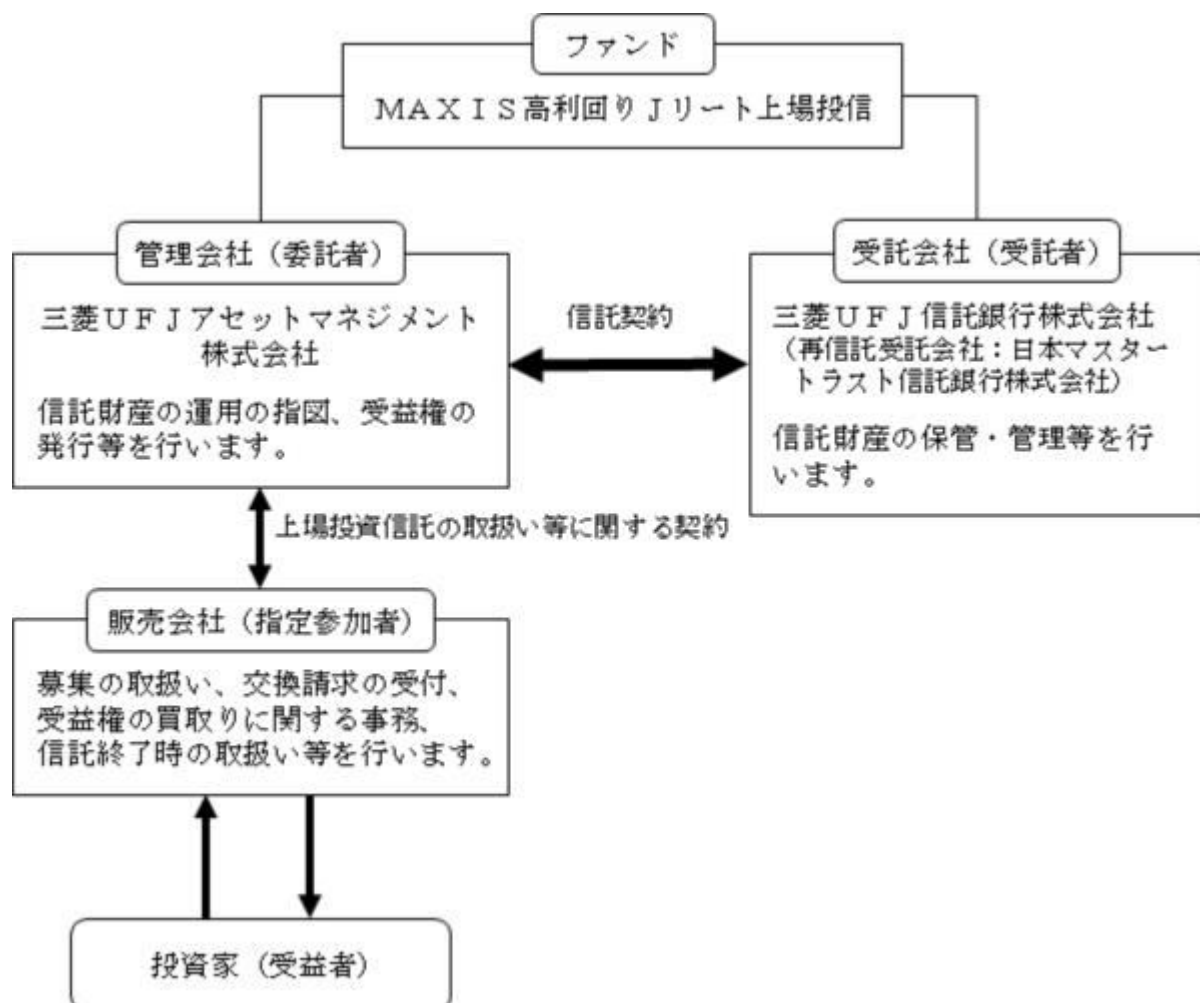 ファンド
MAXIS高利回りJリート上場投信
管理会社（委託者）
三菱UFJアセットマネジメント
株式会社
信託財産の運用の指図、受益権の
発行等を行います。
信託契約
受託会社（受託者）
三菱UFJ信託銀行株式会社
（再信託受託会社：日本マスター
トラスト信託銀行株式会社）
信託財産の保管・管理等を行
います。
上場投資信託の取扱い等に関する契約
販売会社（指定参加者）
募集の取扱い、交換請求の受付、
受益権の買取りに関する事務、
信託終了時の取扱い等を行います。
投資家（受益者）